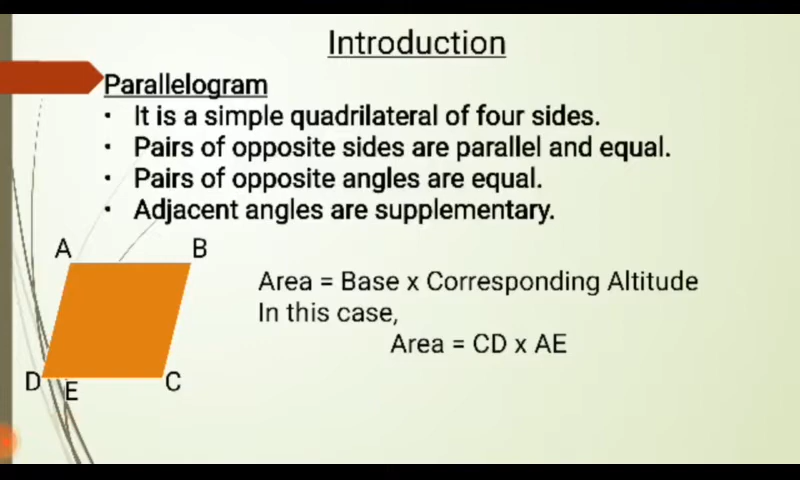 Introduction
Parallelogram
• It is a simple quadrilateral of four sides.
• Pairs of opposite sides are parallel and equal.
• Pairs of opposite angles are equal.
• Adjacent angles are supplementary.
A B
Area = Base x Corresponding Altitude
In this case,
Area = CD x AE
D E C